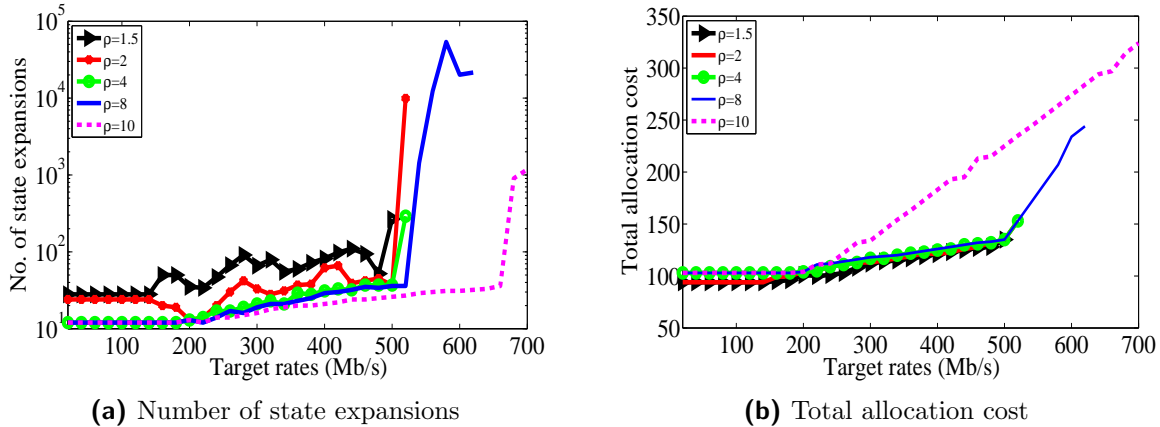 10^5
10^4
10^3
10^2
10^1
No. of state expansions
ρ=1.5
ρ=2
ρ=4
ρ=8
ρ=10
100 200 300 400 500 600 700
Target rates (Mb/s)
(a) Number of state expansions
350
300
250
200
150
100
50
Total allocation cost
ρ=1.5
ρ=2
ρ=4
ρ=8
ρ=10
100 200 300 400 500 600 700
Target rates (Mb/s)
(b) Total allocation cost